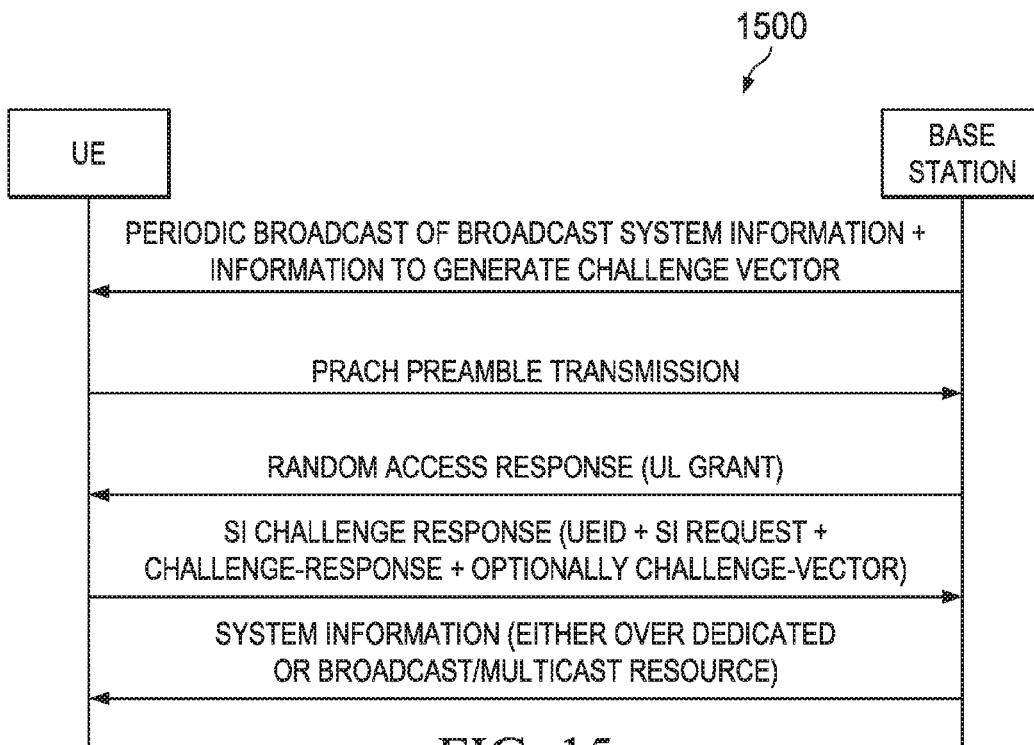 1500
UE
BASE
STATION
PERIODIC BROADCAST OF BROADCAST SYSTEM INFORMATION +
INFORMATION TO GENERATE CHALLENGE VECTOR
PRACH PREAMBLE TRANSMISSION
RANDOM ACCESS RESPONSE (UL GRANT)
SI CHALLENGE RESPONSE (UEID + SI REQUEST +
CHALLENGE-RESPONSE + OPTIONALLY CHALLENGE-VECTOR)
SYSTEM INFORMATION (EITHER OVER DEDICATED
OR BROADCAST/MULTICAST RESOURCE)
FIG. 15